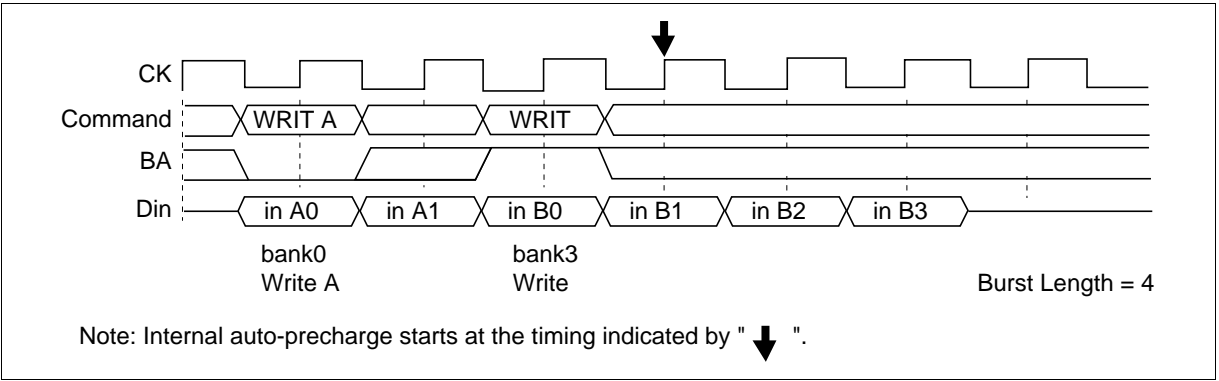 CK
Command WRIT A WRIT
BA
Din in A0 in A1 in B0 in B1 in B2 in B3
bank0 bank3
Write A Write Burst Length = 4
Note: Internal auto-precharge starts at the timing indicated by " ".